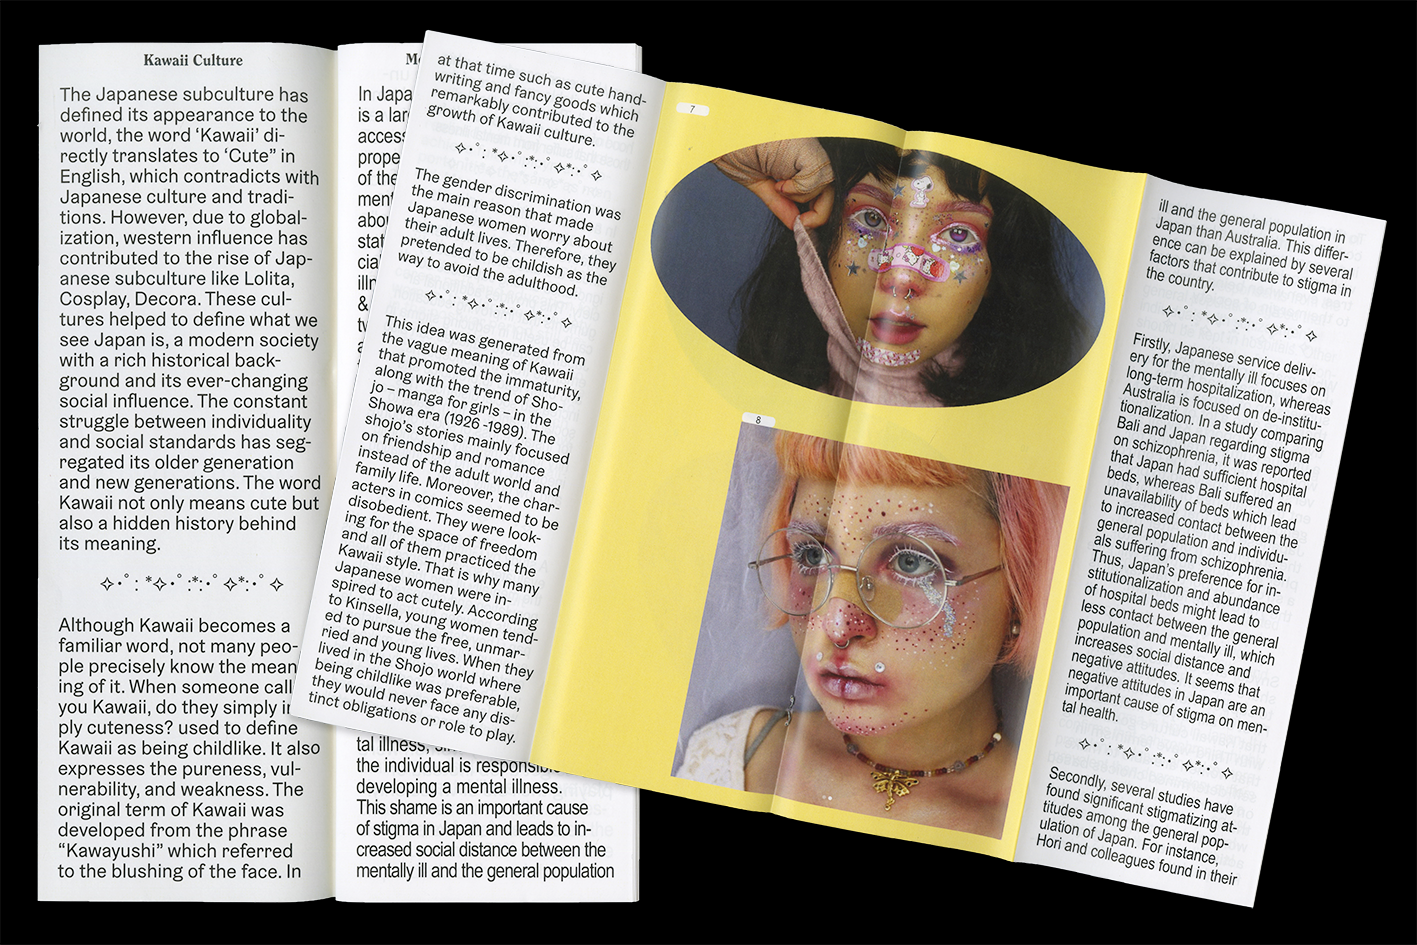 Kawaii Culture
The Japanese subculture has
defined its appearance to the
world, the word ‘Kawaii’ di-
rectly translates to ‘Cute” in
English, which contradicts with
Japanese culture and tradi-
tions. However, due to global-
ization, western influence has
contributed to the rise of Jap-
anese subculture like Lolita,
Cosplay, Decora. These cul-
tures helped to define what we
see Japan is, a modern society
with a rich historical back-
ground and its ever-changing
social influence. The constant
struggle between individuality
and social standards has seg-
regated its older generation
and new generations. The word
Kawaii not only means cute but
also a hidden history behind
its meaning.
Although Kawaii becomes a
familiar word, not many peo-
ple precisely know the mean
ing of it. When someone call
you Kawaii, do they simply i
ply cuteness? used to define
Kawaii as being childlike. It also
expresses the pureness, vul-
nerability, and weakness. The
original term of Kawaii was
developed from the phrase
“Kawayushi” which referred
to the blushing of the face. In
In Japa
is a lar
access
prope
of the
ment
abou
stat
cia
illn
&
tal illness,
the individual is responsible
developing a mental illness.
This shame is an important cause
of stigma in Japan and leads to in-
creased social distance between the
mentally ill and the general population
at that time such as cute hand-
writing and fancy goods which
remarkably contributed to the
growth of Kawaii culture.
The gender discrimination was
the main reason that made
Japanese women worry about
their adult lives. Therefore, they
pretended to be childish as the
way to avoid the adulthood.
This idea was generated from
the vague meaning of Kawaii
that promoted the immaturity,
along with the trend of Sho-
jo – manga for girls – in the
Showa era (1926 -1989). The
shojo’s stories mainly focused
on friendship and romance
instead of the adult world and
family life. Moreover, the char-
acters in comics seemed to be
disobedient. They were look-
ing for the space of freedom
and all of them practiced the
Kawaii style. That is why many
Japanese women were in-
spired to act cutely. According
to Kinsella, young women tend-
ed to pursue the free, unmar-
ried and young lives. When they
lived in the Shojo world where
being childlike was preferable,
they would never face any dis-
tinct obligations or role to play.
7
8
ill and the general population in
Japan than Australia. This differ-
ence can be explained by several
factors that contribute to stigma in
the country.
Firstly, Japanese service deliv-
ery for the mentally ill focuses on
long-term hospitalization, whereas
Australia is focused on de-institu-
tionalization. In a study comparing
Bali and Japan regarding stigma
on schizophrenia, it was reported
that Japan had sufficient hospital
beds, whereas Bali suffered an
unavailability of beds which lead
to increased contact between the
general population and individu-
als suffering from schizophrenia.
Thus, Japan’s preference for in-
stitutionalization and abundance
of hospital beds might lead to
less contact between the general
population and mentally ill, which
increases social distance and
negative attitudes. It seems that
negative attitudes in Japan are an
important cause of stigma on men-
tal health.
Secondly, several studies have
found significant stigmatizing at-
titudes among the general pop-
ulation of Japan. For instance,
Hori and colleagues found in their